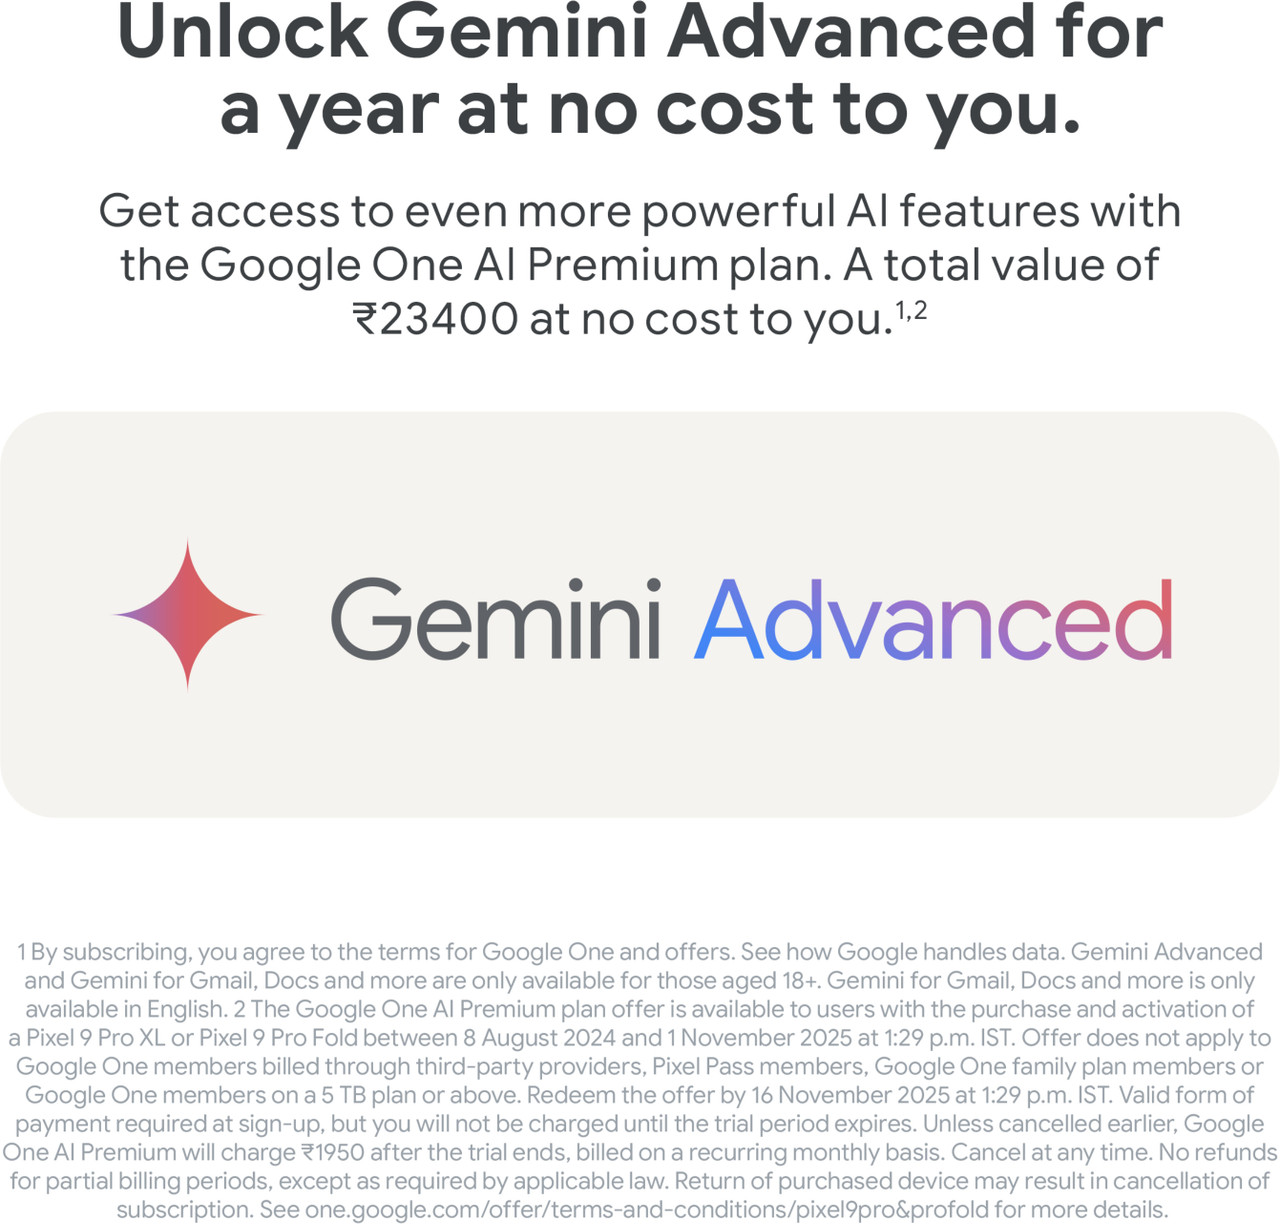 Unlock Gemini Advanced for
a year at no cost to you.
Get access to even more powerful AI features with
the Google One AI Premium plan. A total value of
₹23400 at no cost to you.1,2
Gemini Advanced
1 By subscribing, you agree to the terms for Google One and offers. See how Google handles data. Gemini Advanced
and Gemini for Gmail, Docs and more are only available for those aged 18+. Gemini for Gmail, Docs and more is only
available in English. 2 The Google One AI Premium plan offer is available to users with the purchase and activation of
a Pixel 9 Pro XL or Pixel 9 Pro Fold between 8 August 2024 and 1 November 2025 at 1:29 p.m. IST. Offer does not apply to
Google One members billed through third-party providers, Pixel Pass members, Google One family plan members or
Google One members on a 5 TB plan or above. Redeem the offer by 16 November 2025 at 1:29 p.m. IST. Valid form of
payment required at sign-up, but you will not be charged until the trial period expires. Unless cancelled earlier, Google
One AI Premium will charge ₹1950 after the trial ends, billed on a recurring monthly basis. Cancel at any time. No refunds
for partial billing periods, except as required by applicable law. Return of purchased device may result in cancellation of
subscription. See one.google.com/offer/terms-and-conditions/pixel9pro&profold for more details.